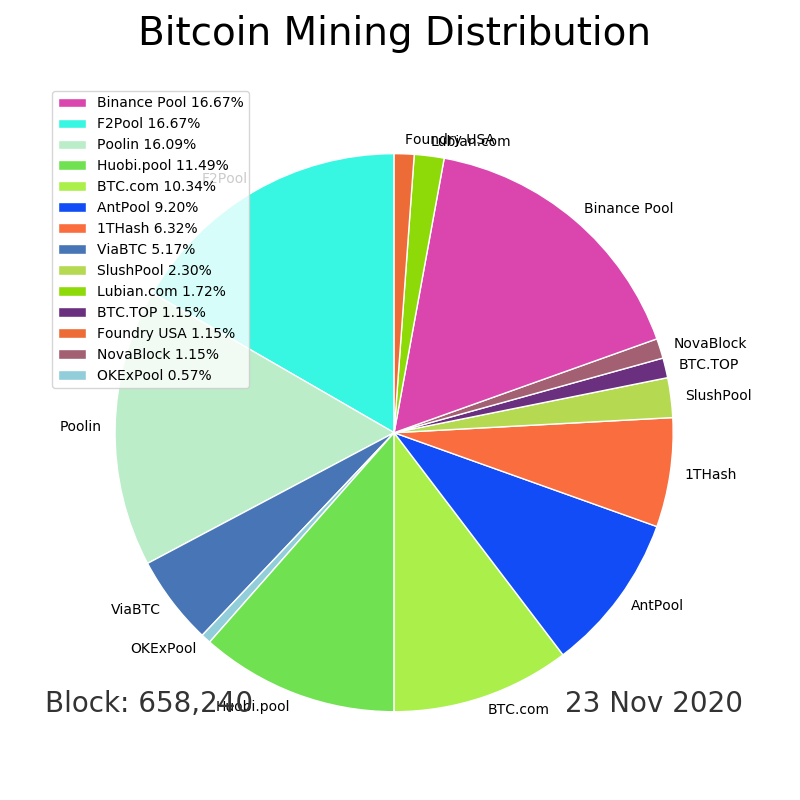 Bitcoin Mining Distribution
Binance Pool 16.67%
F2Pool 16.67%
Poolin 16.09%
Huobi.pool 11.49%
BTC.com 10.34%
AntPool 9.20%
1THash 6.32%
ViaBTC 5.17%
SlushPool 2.30%
Lubian.com 1.72%
BTC.TOP 1.15%
Foundry USA 1.15%
NovaBlock 1.15%
OKExPool 0.57%
Foundry USA
Lubian.com
F2Pool
Binance Pool
NovaBlock
BTC.TOP
SlushPool
Poolin
1THash
AntPool
ViaBTC
OKExPool
Huobi.pool
BTC.com
Block: 658,240
23 Nov 2020